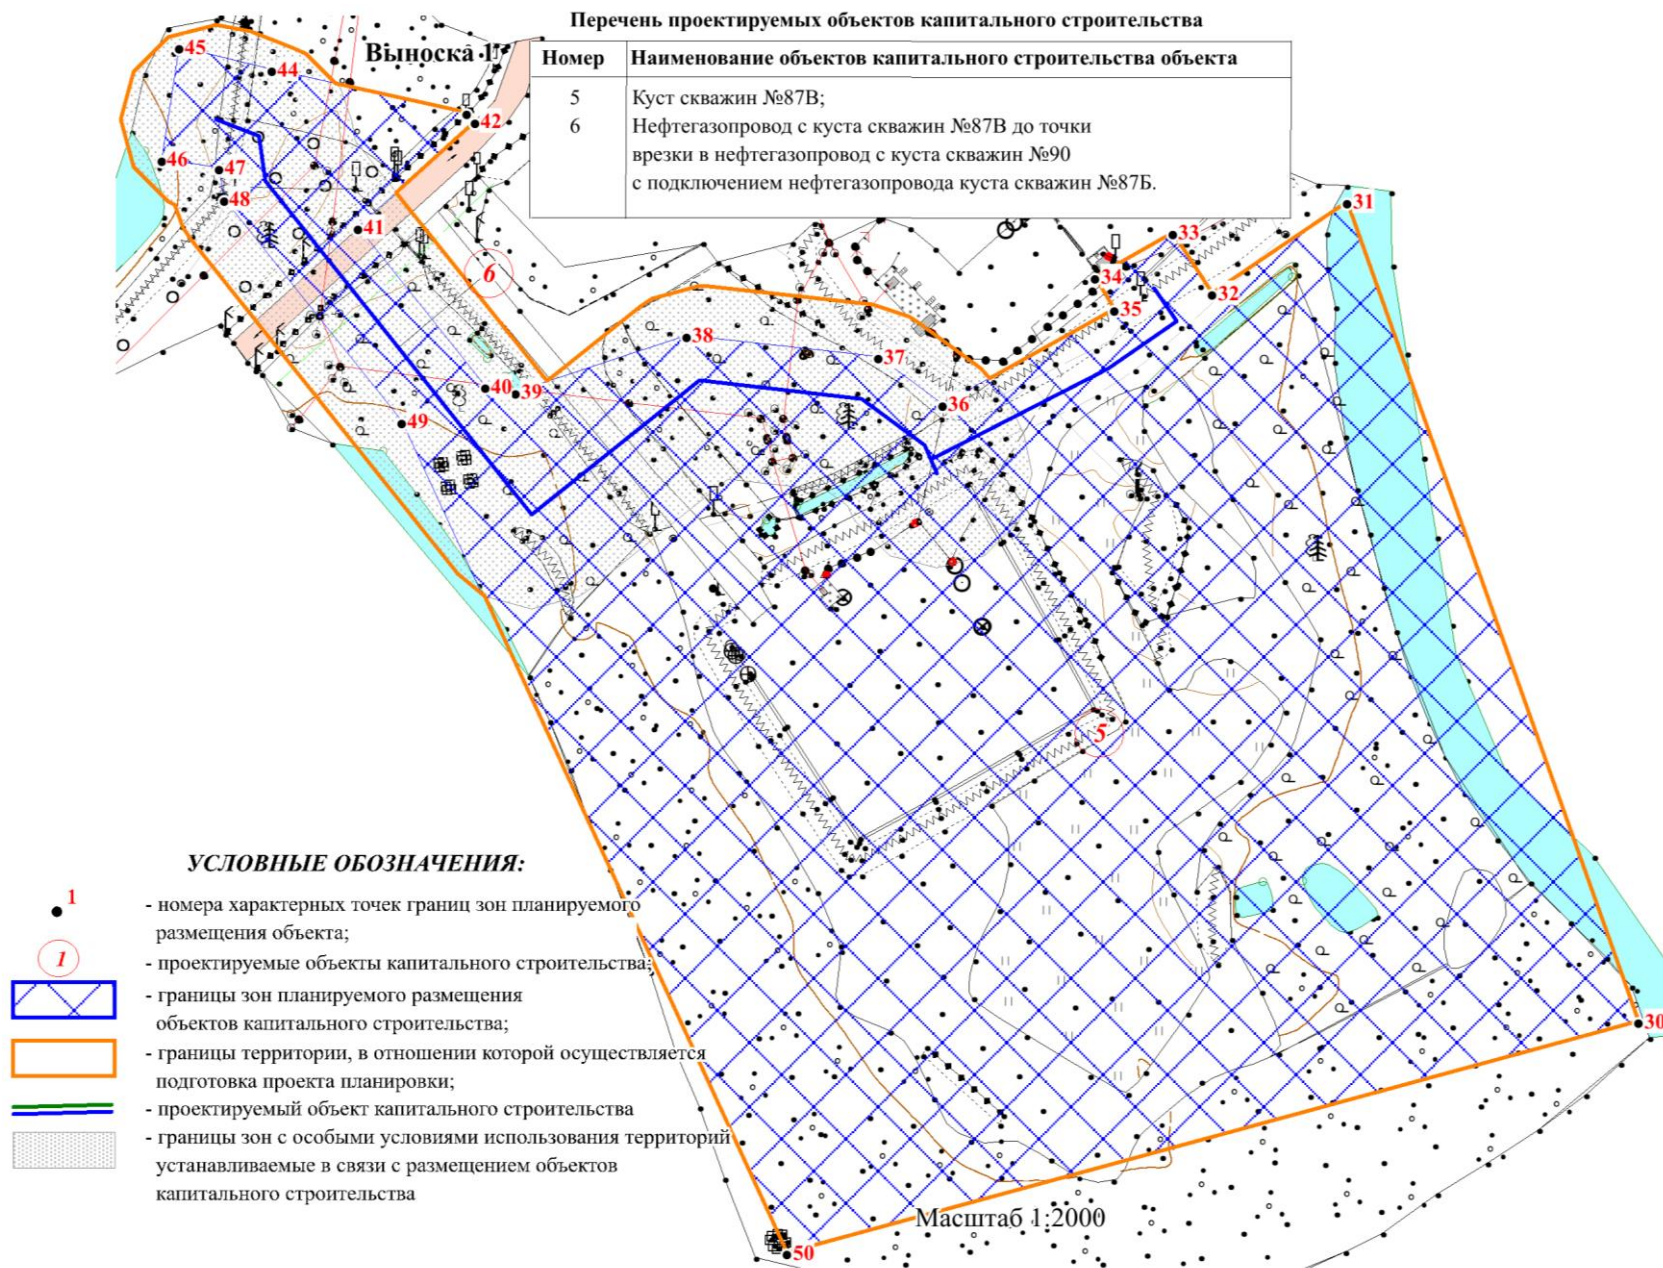 Перечень проектируемых объектов капитального строительства
Выноска 1
Номер Наименование объектов капитального строительства объекта
5 Куст скважин №87В;
6 Нефтегазопровод с куста скважин №87В до точки
врезки в нефтегазопровод с куста скважин №90
с подключением нефтегазопровода куста скважин №87Б.
45
44
42
46
47
48
41
6
31
33
34
32
35
38
37
36
40
39
49
5
30
50
УСЛОВНЫЕ ОБОЗНАЧЕНИЯ:
1
- номера характерных точек границ зон планируемого
размещения объекта;
1
- проектируемые объекты капитального строительства;
- границы зон планируемого размещения
объектов капитального строительства;
- границы территории, в отношении которой осуществляется
подготовка проекта планировки;
- проектируемый объект капитального строительства
- границы зон с особыми условиями использования территорий
устанавливаемые в связи с размещением объектов
капитального строительства
Масштаб 1:2000